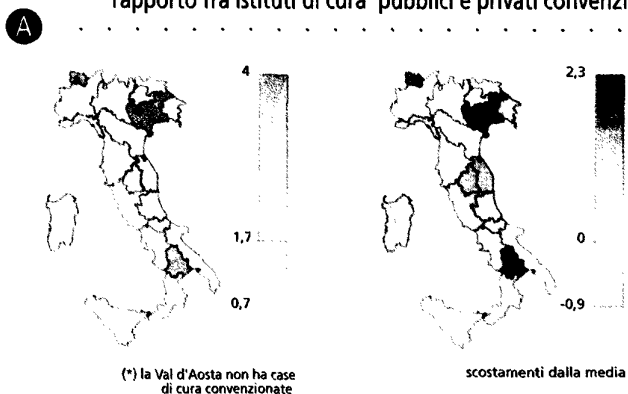 rapporto fra istituti di cura pubblici e privati convenzi
A
4
1,7
0,7
(*) la Val d'Aosta non ha case
di cura convenzionate
2,3
0
-0,9
scostamenti dalla media